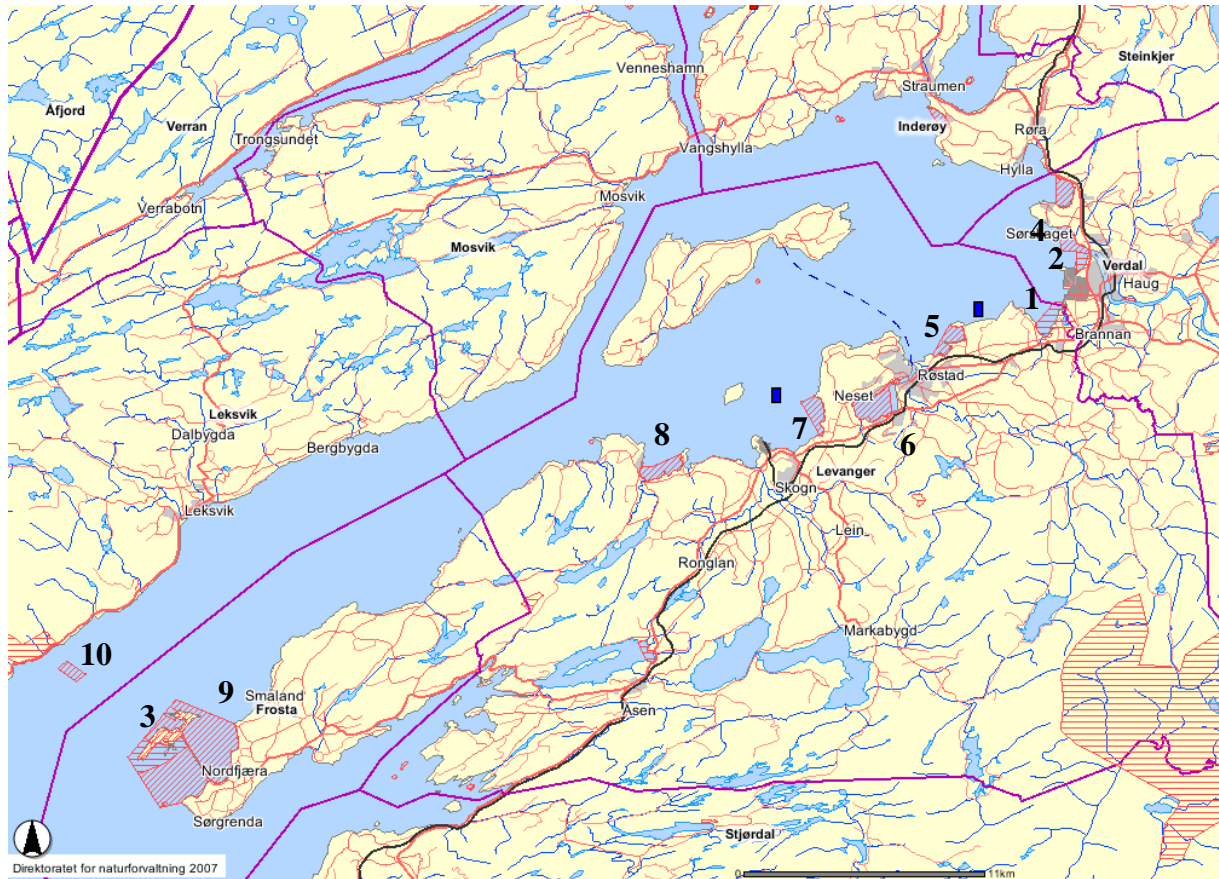 Steinkjer
Venneshamn
Straumen
Åfjord
Verran
Inderøy
Røra
Trongsundet
Vangshylla
Hylla
Mosvik
Verrabotn
4
Mosvik
2
Verdal
Haug
1
Brannan
5
Røstad
Neset
Leksvik
Dalbygda
Bergbygda
8
7
6
Levanger
Skogn
Leksvik
Lein
Ronglan
Markabygd
10
9
Smaland
Frosta
3
Åsen
Nordfjæra
Sørgrenda
Stjørdal
Direktoratet for naturforvaltning 2007
0
11km